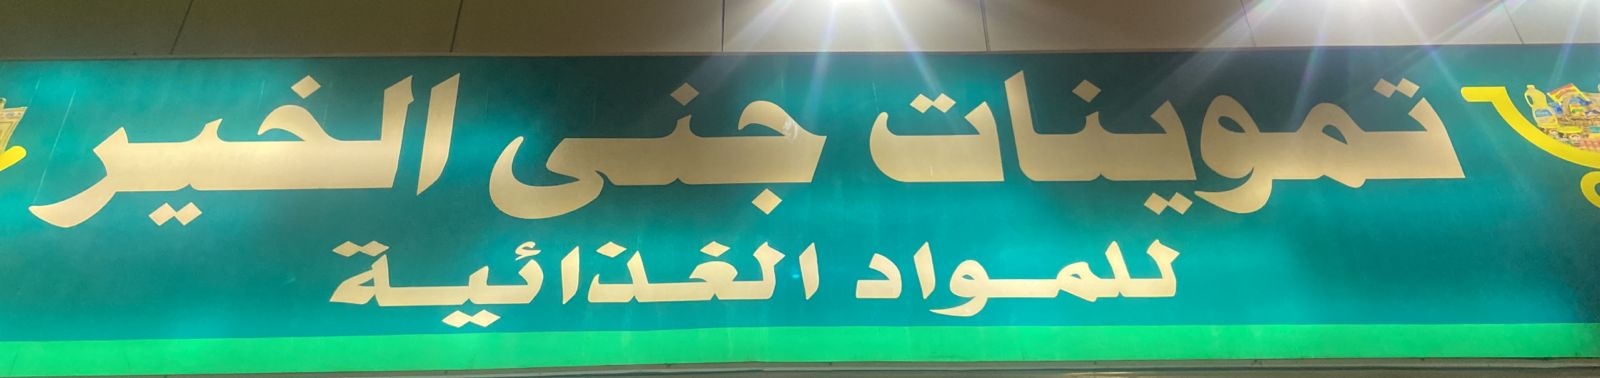 تموينات جنى الخير
للمواد الغذائية